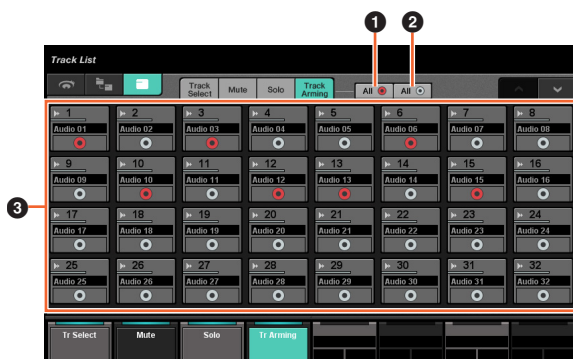 1 2
Track List
Track Select Mute Solo Track Arming All All
1 2 3 4 5 6 7 8
Audio 01 Audio 02 Audio 03 Audio 04 Audio 05 Audio 06 Audio 07 Audio 08
9 10 11 12 13 14 15 16
Audio 09 Audio 10 Audio 11 Audio 12 Audio 13 Audio 14 Audio 15 Audio 16
3
17 18 19 20 21 22 23 24
Audio 17 Audio 18 Audio 19 Audio 20 Audio 21 Audio 22 Audio 23 Audio 24
25 26 27 28 29 30 31 32
Audio 25 Audio 26 Audio 27 Audio 28 Audio 29 Audio 30 Audio 31 Audio 32
Tr Select Mute Solo Tr Arming